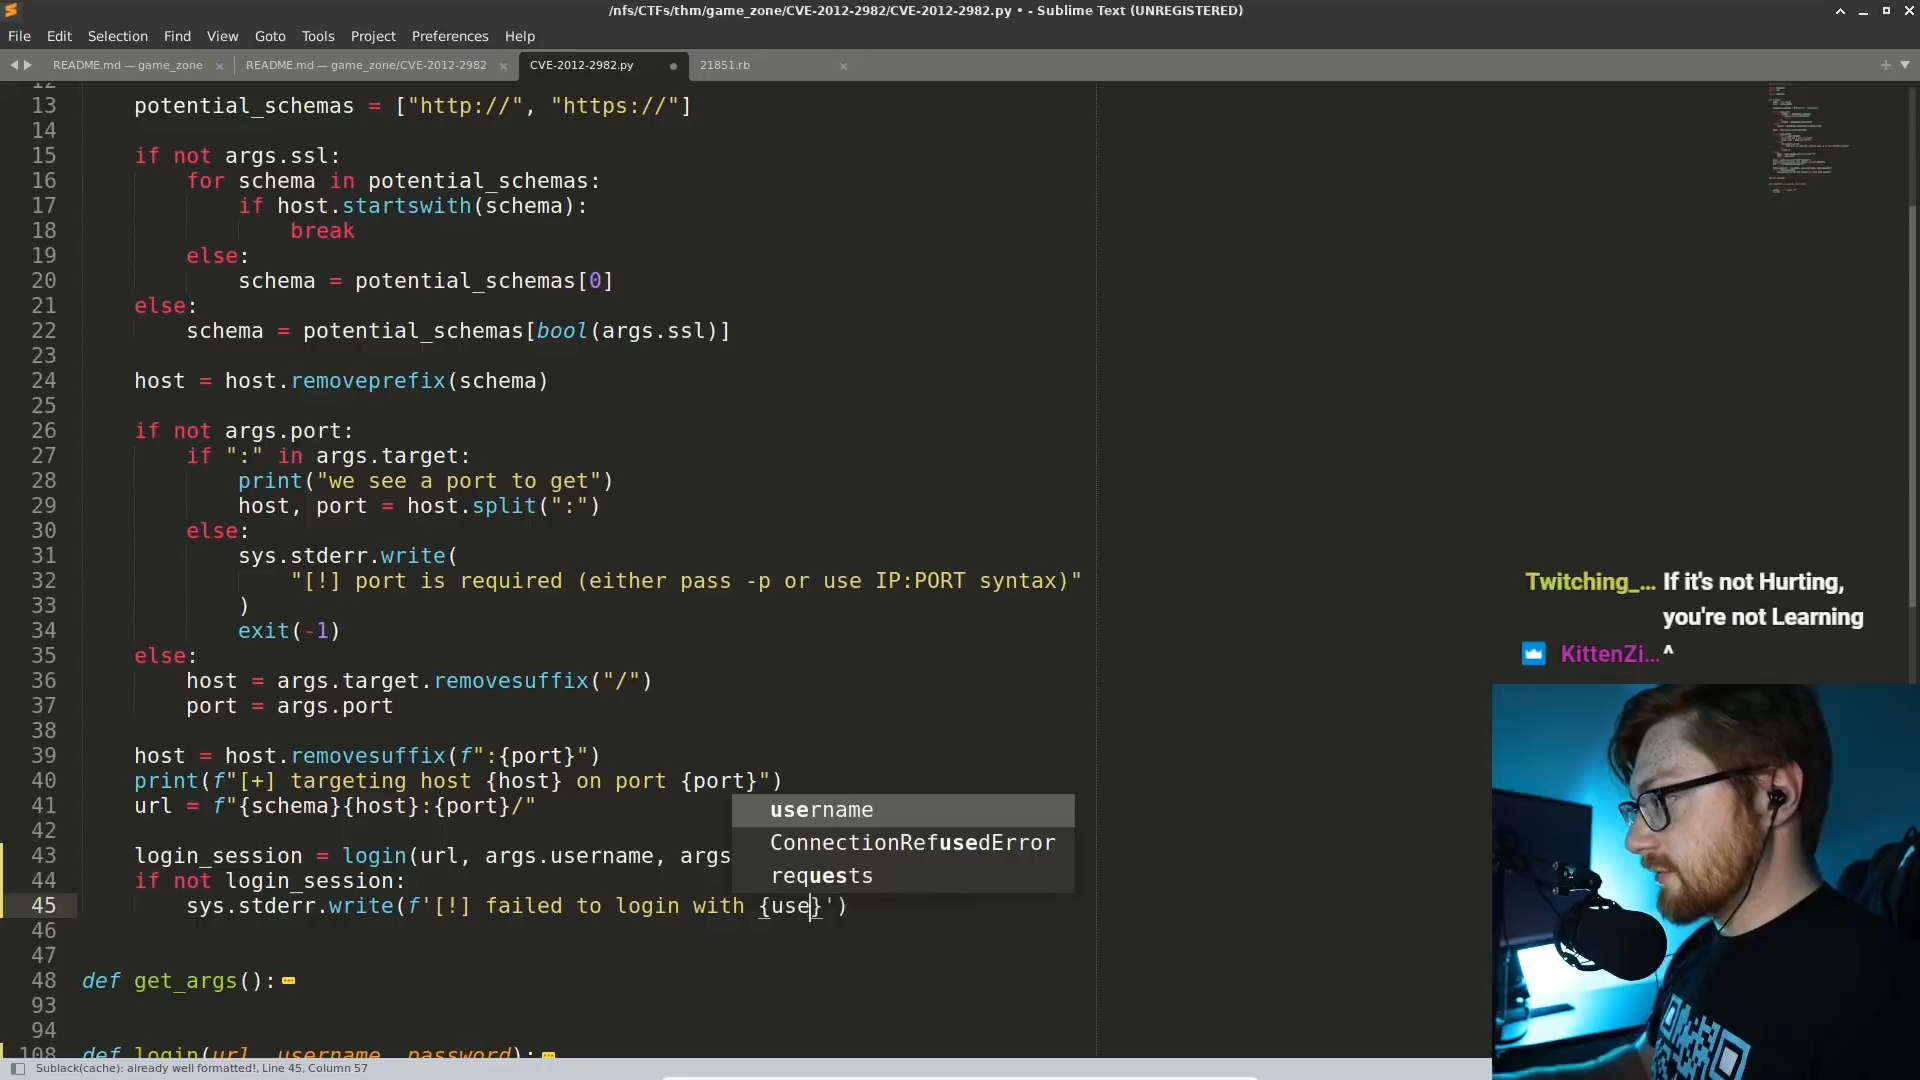 /nfs/CTFs/thm/game_zone/CVE-2012-2982/CVE-2012-2982.py • - Sublime Text (UNREGISTERED)
File Edit Selection Find View Goto Tools Project Preferences Help
README.md — game_zone README.md — game_zone/CVE-2012-2982 CVE-2012-2982.py 21851.rb
12
13 potential_schemas = ["http://", "https://"]
14
15 if not args.ssl:
16 for schema in potential_schemas:
17 if host.startswith(schema):
18 break
19 else:
20 schema = potential_schemas[0]
21 else:
22 schema = potential_schemas[bool(args.ssl)]
23
24 host = host.removeprefix(schema)
25
26 if not args.port:
27 if ":" in args.target:
28 print("we see a port to get")
29 host, port = host.split(":")
30 else:
31 sys.stderr.write(
32 "[!] port is required (either pass -p or use IP:PORT syntax)"
33 )
34 exit(-1)
35 else:
36 host = args.target.removesuffix("/")
37 port = args.port
38
39 host = host.removesuffix(f":{port}")
40 print(f"[+] targeting host {host} on port {port}")
41 url = f"{schema}{host}:{port}/"
42
43 login_session = login(url, args.username, args
44 if not login_session:
45 sys.stderr.write(f'[!] failed to login with {use}')
46
47
48 def get_args():
93
94
108 def login(url, username, password):
username
ConnectionRefusedError
requests
Twitching_... If it's not Hurting,
you're not Learning
KittenZi... ^
Sublack(cache): already well formatted!, Line 45, Column 57